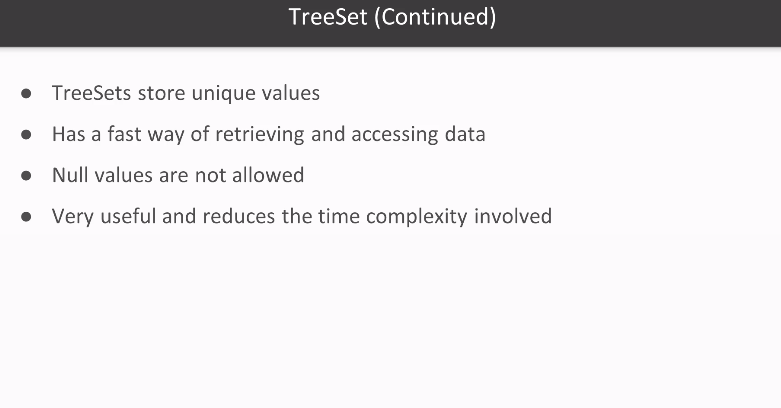 TreeSet (Continued)
● TreeSets store unique values
● Has a fast way of retrieving and accessing data
● Null values are not allowed
● Very useful and reduces the time complexity involved